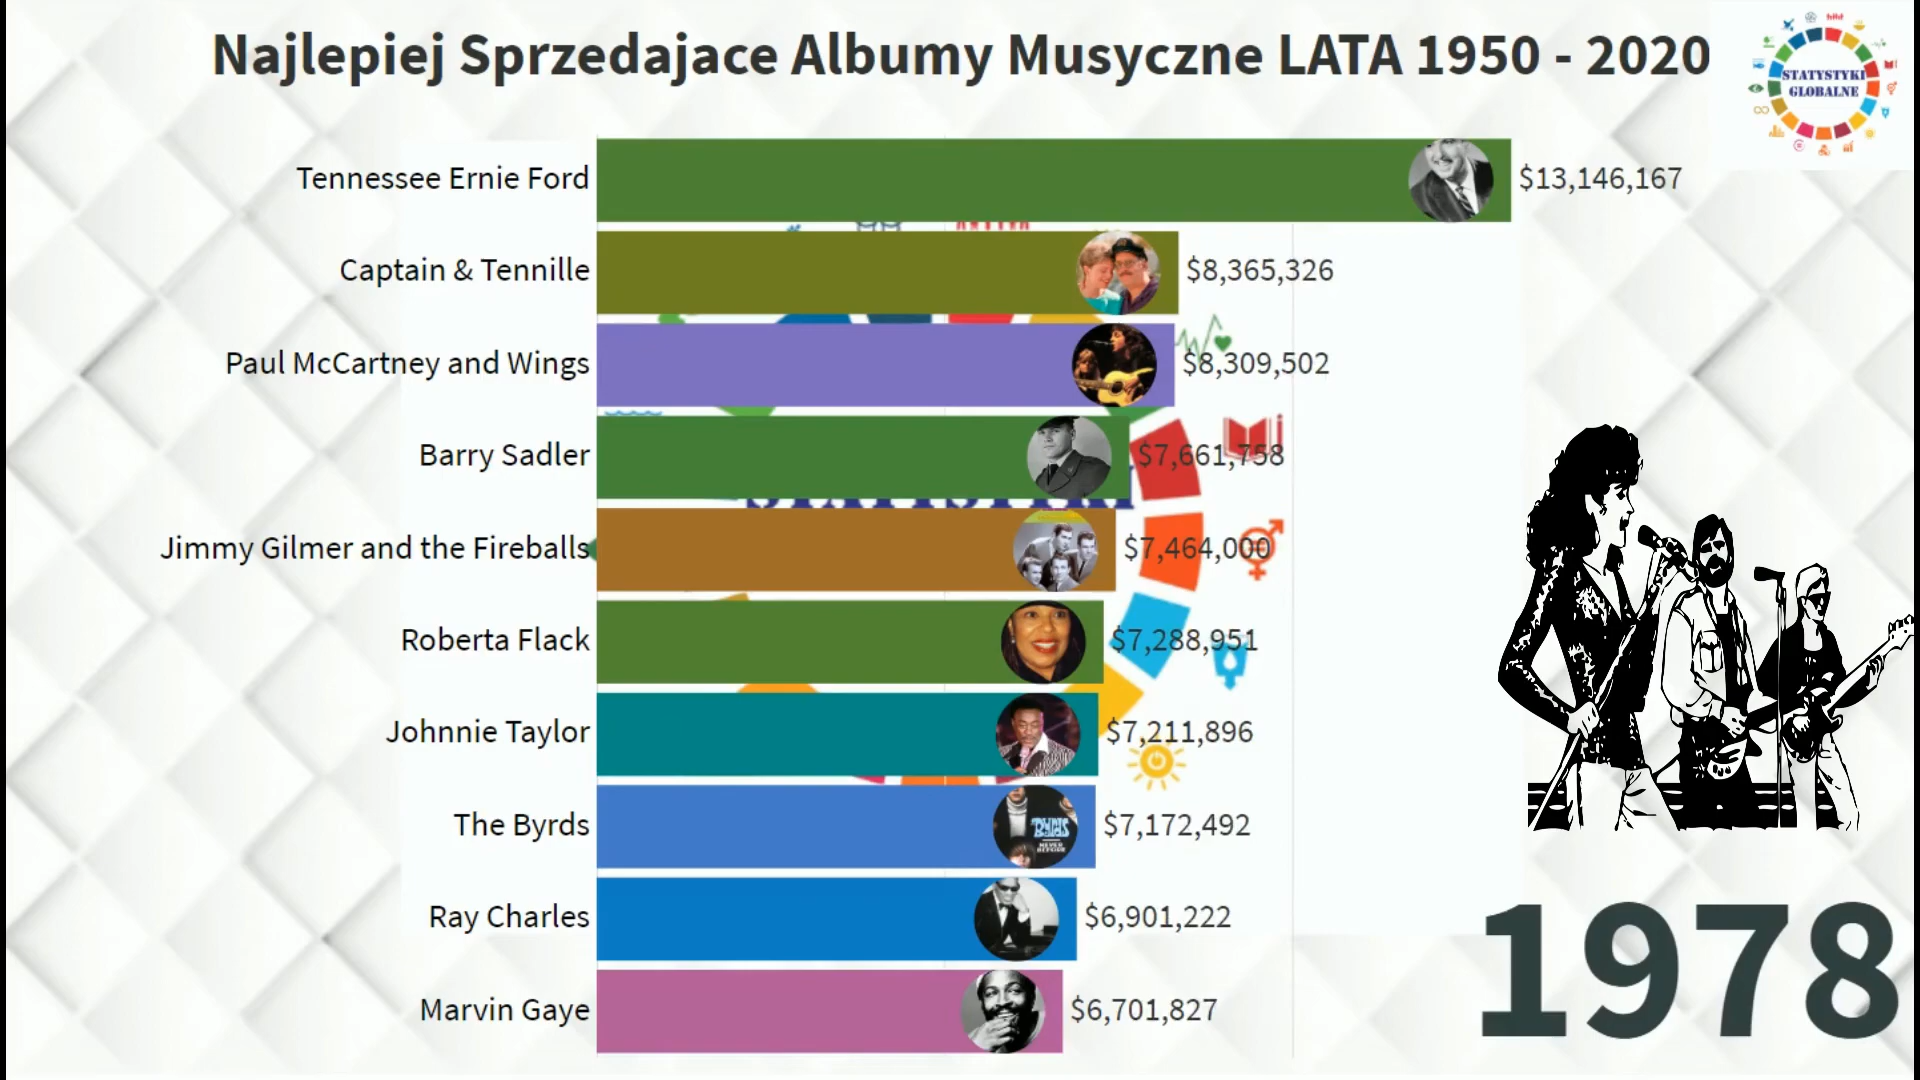 Najlepiej Sprzedajace Albumy Musyczne LATA 1950 - 2020
STATYSTYKI
GLOBALNE
Tennessee Ernie Ford $13,146,167
Captain & Tennille $8,365,326
Paul McCartney and Wings $8,309,502
Barry Sadler $7,661,758
Jimmy Gilmer and the Fireballs $7,464,000
Roberta Flack $7,288,951
Johnnie Taylor $7,211,896
The Byrds $7,172,492
BYRDS
NEVER
BEFORE
Ray Charles $6,901,222
Marvin Gaye $6,701,827
1978